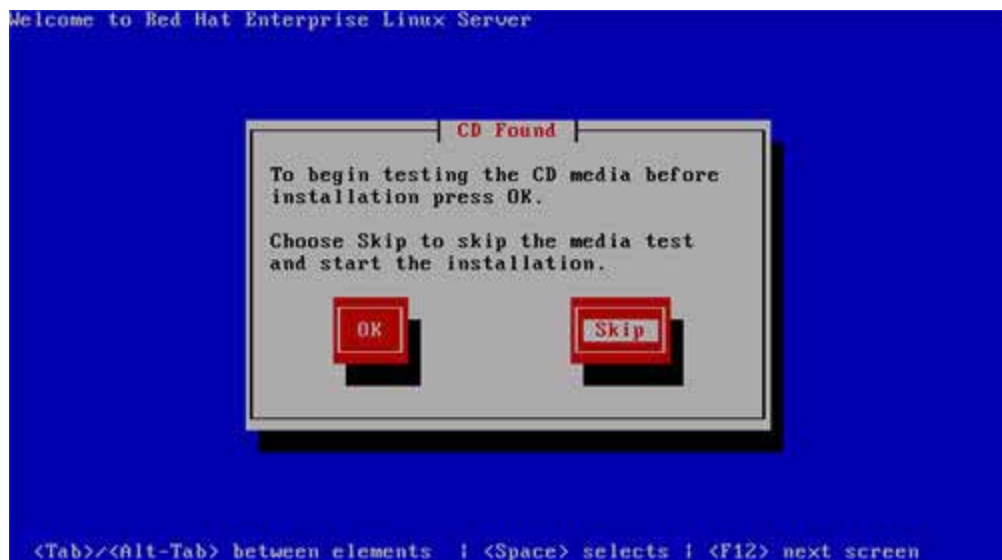 Welcome to Red Hat Enterprise Linux Server
CD Found
To begin testing the CD media before
installation press OK.
Choose Skip to skip the media test
and start the installation.
OK
Skip
<Tab>/<Alt-Tab> between elements | <Space> selects | <F12> next screen